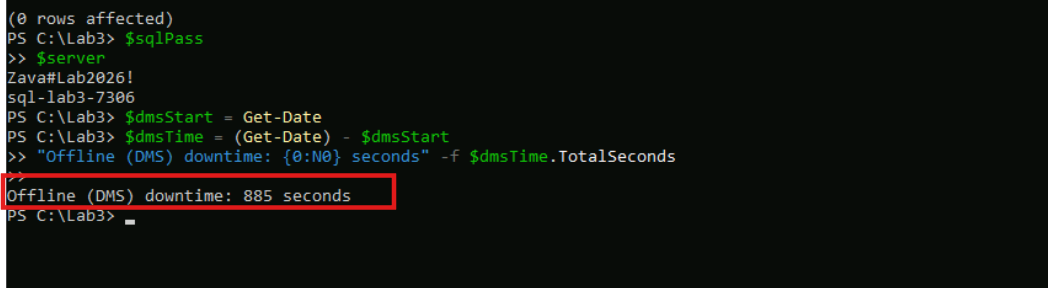 (0 rows affected)
PS C:\Lab3> $sqlPass
>> $server
Zava#Lab2026!
sql-lab3-7306
PS C:\Lab3> $dmsStart = Get-Date
PS C:\Lab3> $dmsTime = (Get-Date) - $dmsStart
>> "Offline (DMS) downtime: {0:N0} seconds" -f $dmsTime.TotalSeconds
>>
Offline (DMS) downtime: 885 seconds
PS C:\Lab3>